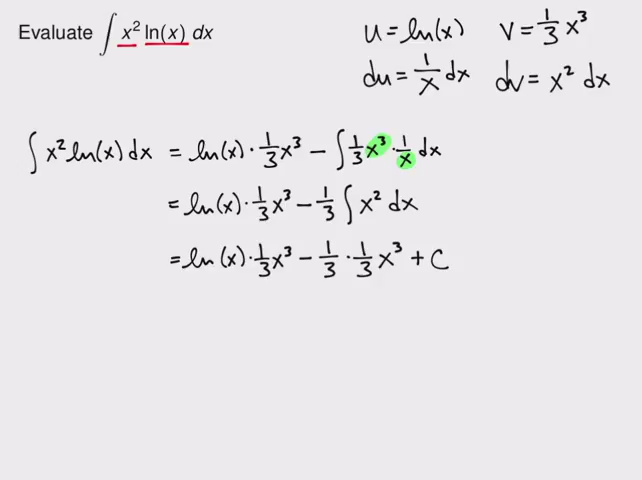 Evaluate ∫ x² ln(x) dx
u = ln(x) v = 1/3 x³
du = 1/x dx dv = x² dx
∫ x² ln(x) dx = ln(x) · 1/3 x³ − ∫ 1/3 x³ · 1/x dx
= ln(x) · 1/3 x³ − 1/3 ∫ x² dx
= ln(x) · 1/3 x³ − 1/3 · 1/3 x³ + C